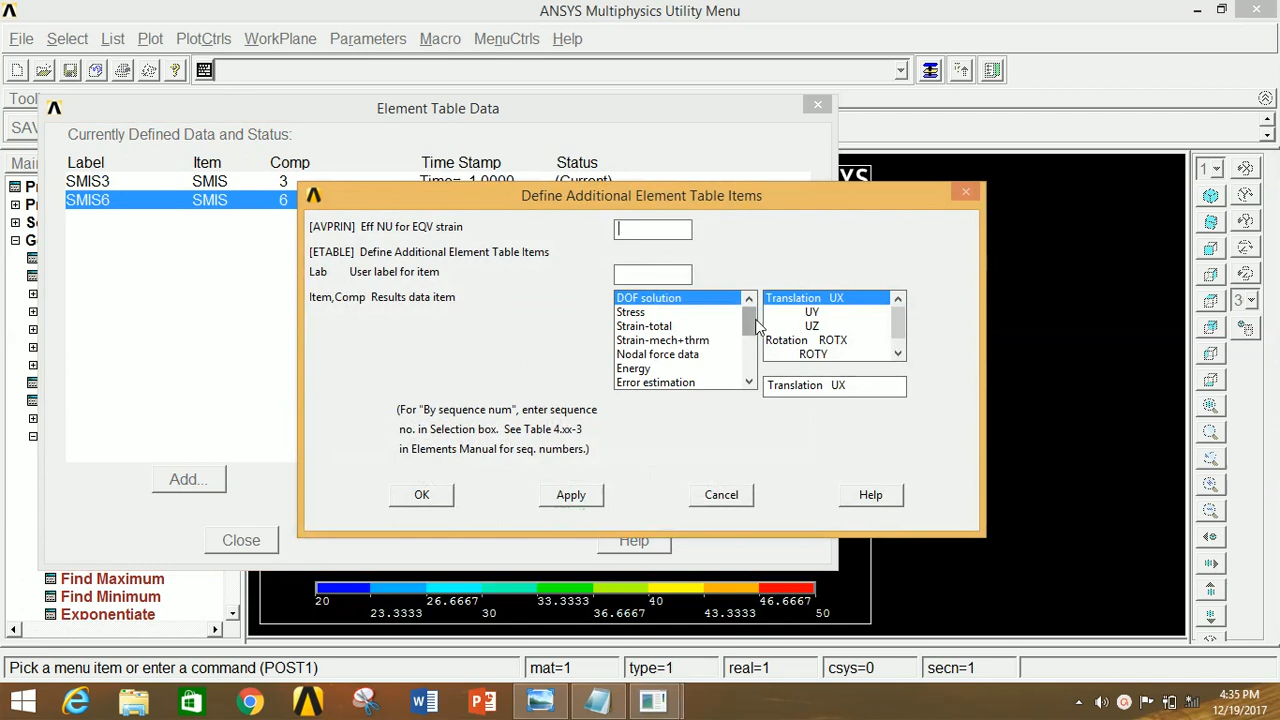 ANSYS Multiphysics Utility Menu
File Select List Plot PlotCtrls WorkPlane Parameters Macro MenuCtrls Help
Element Table Data
Currently Defined Data and Status:
Label Item Comp Time Stamp Status
SMIS3 SMIS 3 Time= 1.0000 (Current)
SMIS6 SMIS 6
Define Additional Element Table Items
[AVPRIN] Eff NU for EQV strain
[ETABLE] Define Additional Element Table Items
Lab User label for item
Item,Comp Results data item
DOF solution
Stress
Strain-total
Strain-mech+thrm
Nodal force data
Energy
Error estimation
Translation UX
UY
UZ
Rotation ROTX
ROTY
Translation UX
(For "By sequence num", enter sequence
no. in Selection box. See Table 4.xx-3
in Elements Manual for seq. numbers.)
OK Apply Cancel Help
Add...
Close Help
Find Maximum
Find Minimum
Exponentiate
20 26.6667 33.3333 40 46.6667
23.3333 30 36.6667 43.3333 50
1
3
Pick a menu item or enter a command (POST1) mat=1 type=1 real=1 csys=0 secn=1
4:35 PM
12/19/2017